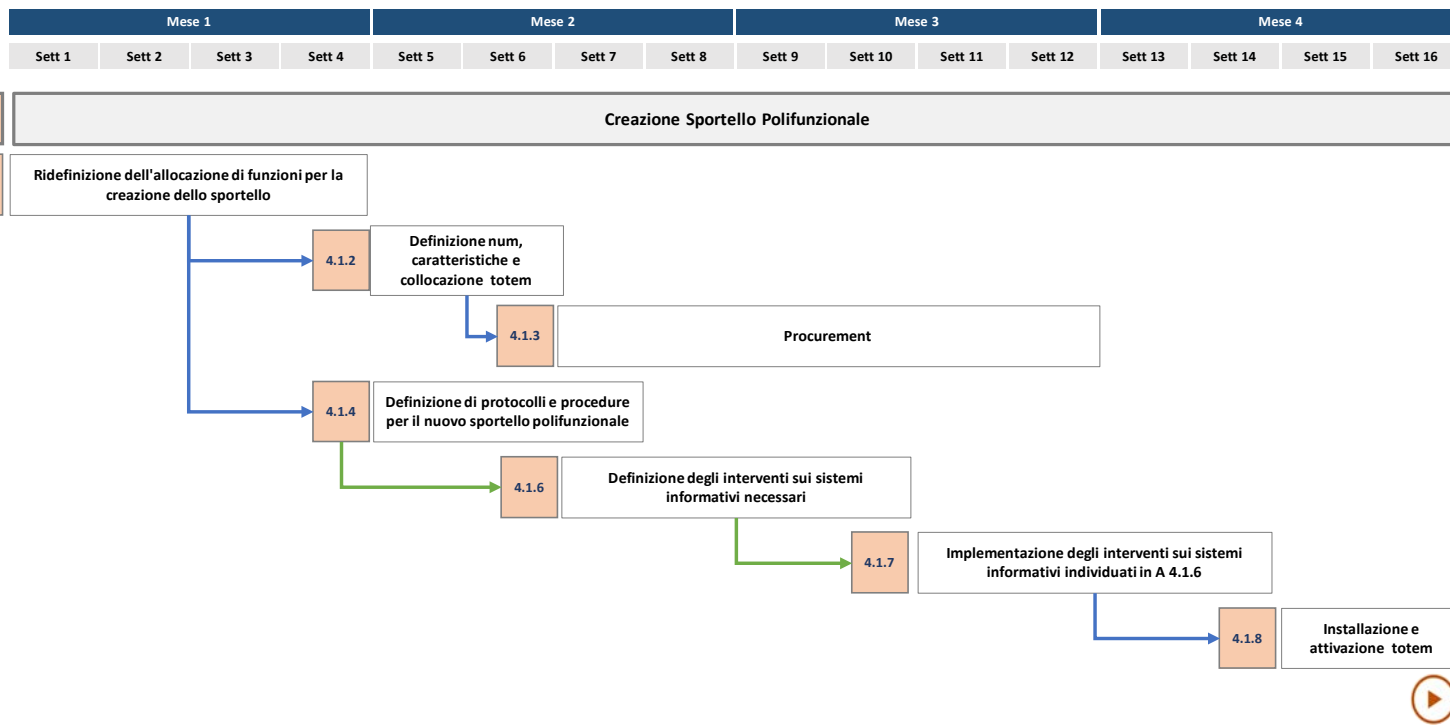 Mese 1 Mese 2 Mese 3 Mese 4
Sett 1 Sett 2 Sett 3 Sett 4 Sett 5 Sett 6 Sett 7 Sett 8 Sett 9 Sett 10 Sett 11 Sett 12 Sett 13 Sett 14 Sett 15 Sett 16
Creazione Sportello Polifunzionale
Ridefinizione dell'allocazione di funzioni per la
creazione dello sportello
4.1.2
Definizione num,
caratteristiche e
collocazione totem
4.1.3
Procurement
4.1.4
Definizione di protocolli e procedure
per il nuovo sportello polifunzionale
4.1.6
Definizione degli interventi sui sistemi
informativi necessari
4.1.7
Implementazione degli interventi sui sistemi
informativi individuati in A 4.1.6
4.1.8
Installazione e
attivazione totem